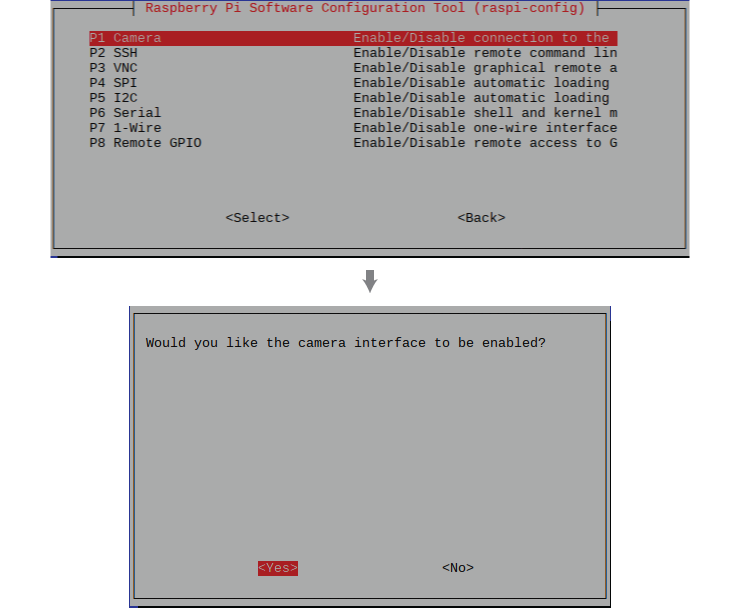 Raspberry Pi Software Configuration Tool (raspi-config)
P1 Camera Enable/Disable connection to the
P2 SSH Enable/Disable remote command lin
P3 VNC Enable/Disable graphical remote a
P4 SPI Enable/Disable automatic loading
P5 I2C Enable/Disable automatic loading
P6 Serial Enable/Disable shell and kernel m
P7 1-Wire Enable/Disable one-wire interface
P8 Remote GPIO Enable/Disable remote access to G
<Select> <Back>
Would you like the camera interface to be enabled?
<Yes> <No>